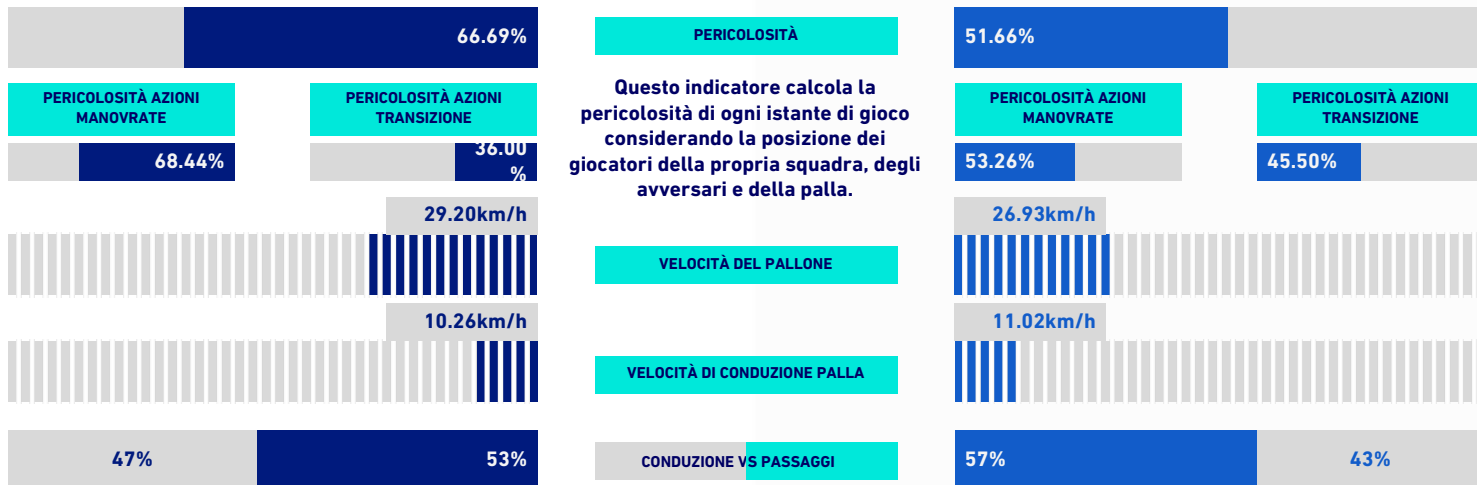 66.69%
PERICOLOSITÀ
51.66%
Questo indicatore calcola la
pericolosità di ogni istante di gioco
considerando la posizione dei
giocatori della propria squadra, degli
avversari e della palla.
PERICOLOSITÀ AZIONI
MANOVRATE
PERICOLOSITÀ AZIONI
TRANSIZIONE
PERICOLOSITÀ AZIONI
MANOVRATE
PERICOLOSITÀ AZIONI
TRANSIZIONE
68.44%
36.00
%
53.26%
45.50%
29.20km/h
26.93km/h
VELOCITÀ DEL PALLONE
10.26km/h
11.02km/h
VELOCITÀ DI CONDUZIONE PALLA
47%
53%
CONDUZIONE VS PASSAGGI
57%
43%